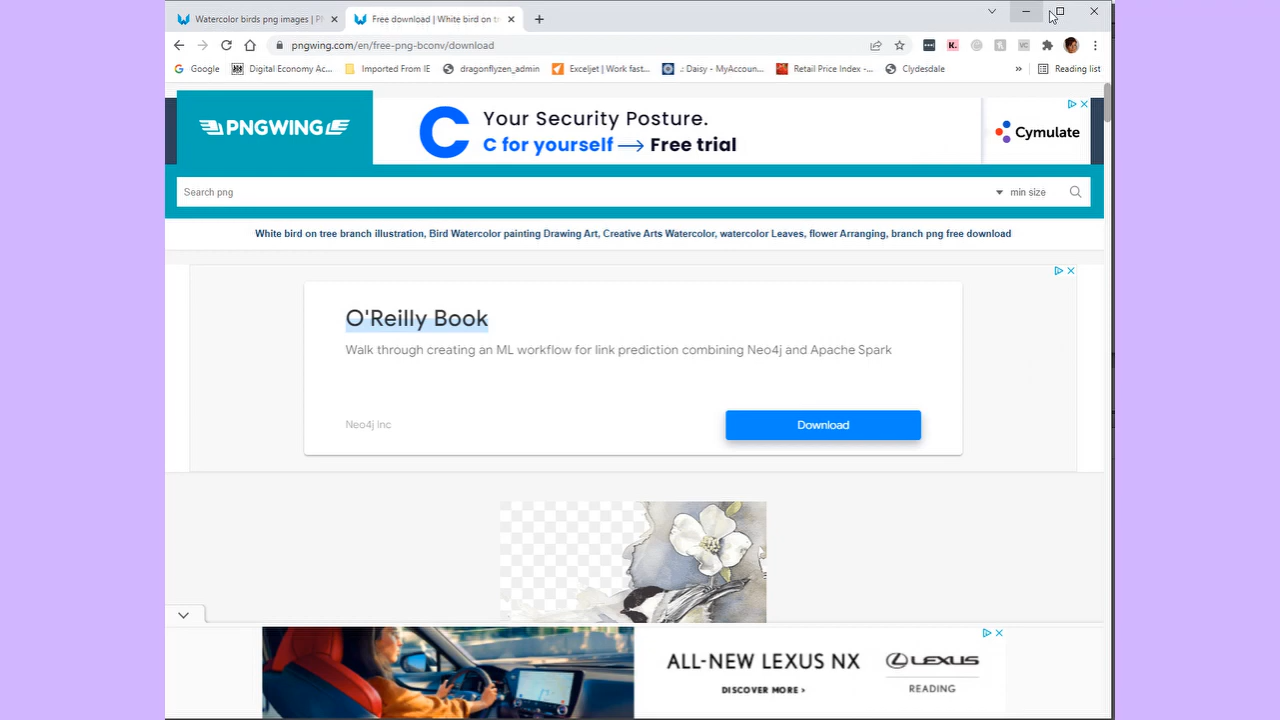 Watercolor birds png images | P
Free download | White bird on tr
pngwing.com/en/free-png-bconv/download
K.
VC
Google
Digital Economy Ac...
Imported From IE
dragonflyzen_admin
Exceljet | Work fast...
.: Daisy - MyAccoun...
Retail Price Index -...
Clydesdale
»
Reading list
PNGWING
C
Your Security Posture.
C for yourself → Free trial
Cymulate
Search png
min size
White bird on tree branch illustration, Bird Watercolor painting Drawing Art, Creative Arts Watercolor, watercolor Leaves, flower Arranging, branch png free download
O'Reilly Book
Walk through creating an ML workflow for link prediction combining Neo4j and Apache Spark
Neo4j Inc
Download
ALL-NEW LEXUS NX
DISCOVER MORE >
LEXUS
READING